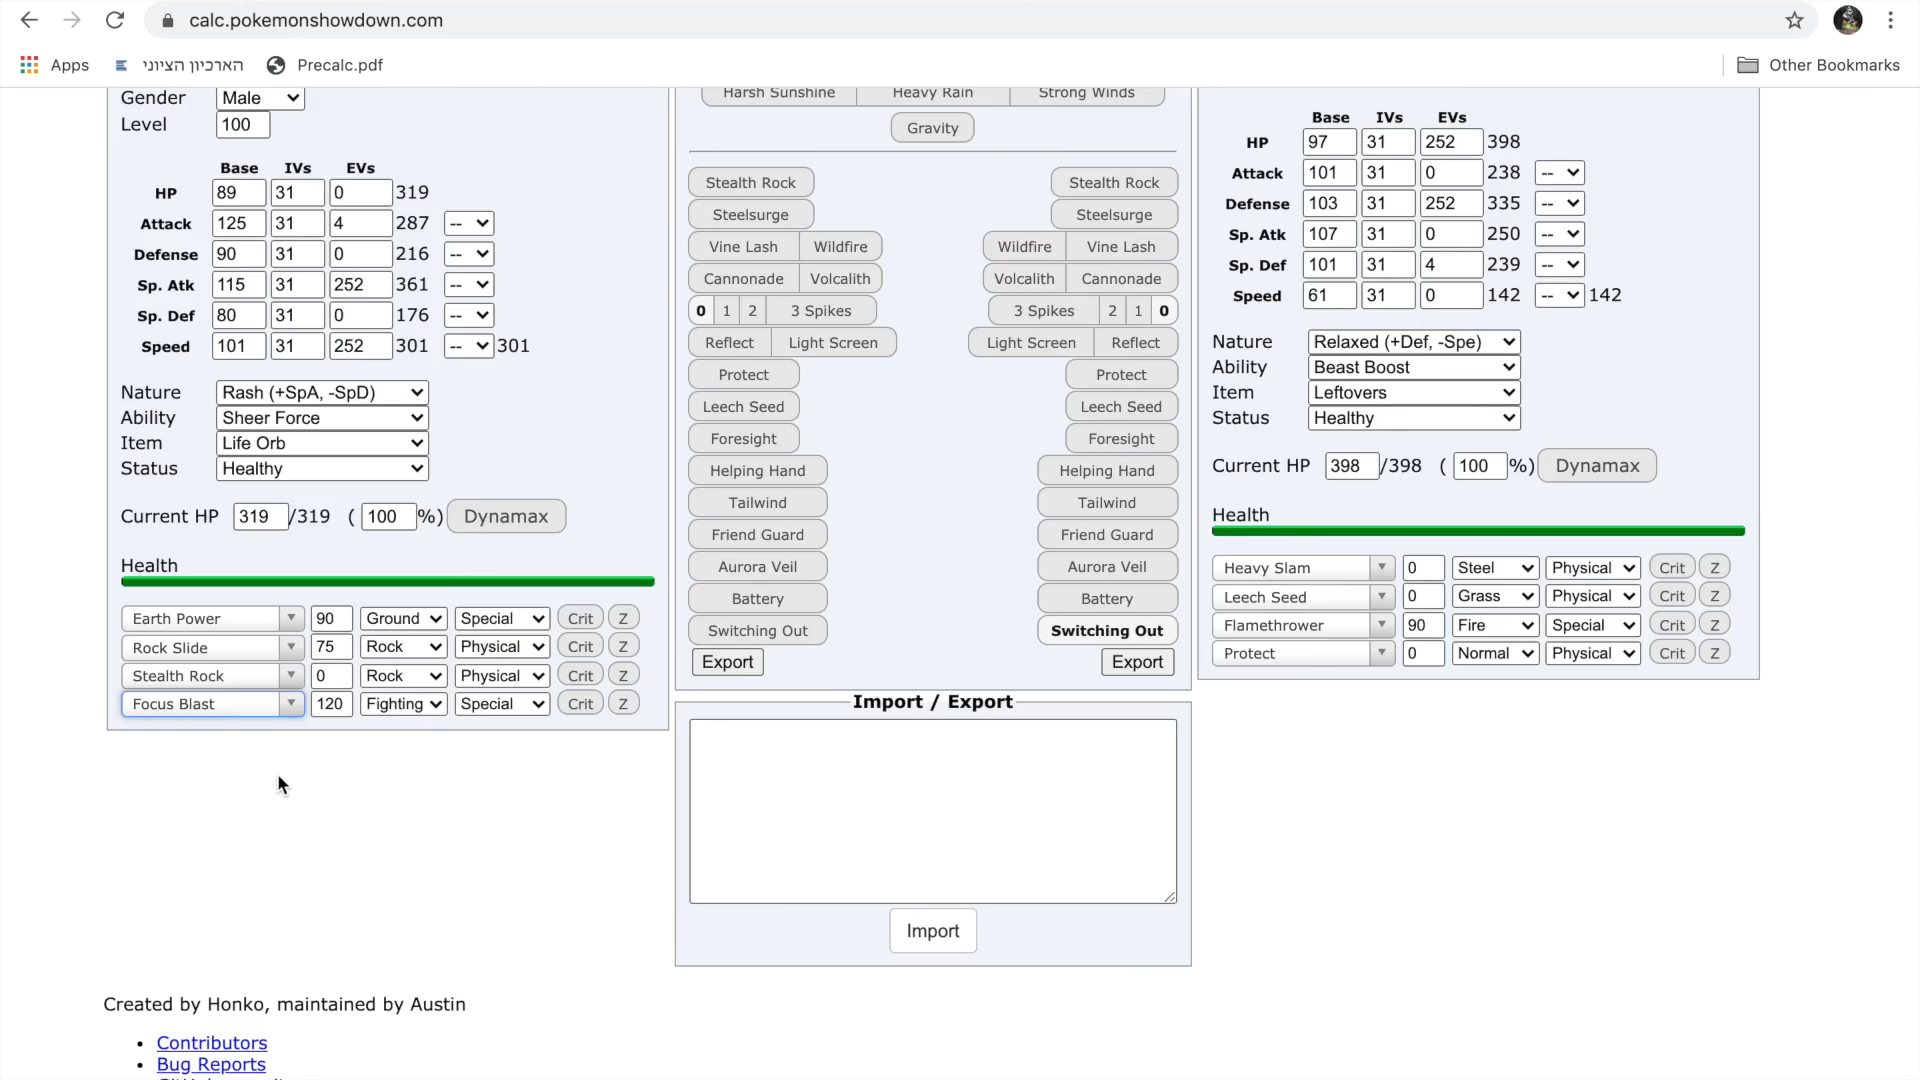 calc.pokemonshowdown.com
Apps הארכיון הציוני Precalc.pdf Other Bookmarks
Gender Male
Level 100
Base IVs EVs
HP 89 31 0 319
Attack 125 31 4 287 --
Defense 90 31 0 216 --
Sp. Atk 115 31 252 361 --
Sp. Def 80 31 0 176 --
Speed 101 31 252 301 -- 301
Nature Rash (+SpA, -SpD)
Ability Sheer Force
Item Life Orb
Status Healthy
Current HP 319 /319 ( 100 %) Dynamax
Health
Earth Power 90 Ground Special Crit Z
Rock Slide 75 Rock Physical Crit Z
Stealth Rock 0 Rock Physical Crit Z
Focus Blast 120 Fighting Special Crit Z
Harsh Sunshine Heavy Rain Strong Winds
Gravity
Stealth Rock Stealth Rock
Steelsurge Steelsurge
Vine Lash Wildfire Wildfire Vine Lash
Cannonade Volcalith Volcalith Cannonade
0 1 2 3 Spikes 3 Spikes 2 1 0
Reflect Light Screen Light Screen Reflect
Protect Protect
Leech Seed Leech Seed
Foresight Foresight
Helping Hand Helping Hand
Tailwind Tailwind
Friend Guard Friend Guard
Aurora Veil Aurora Veil
Battery Battery
Switching Out Switching Out
Export Export
Import / Export
Import
Base IVs EVs
HP 97 31 252 398
Attack 101 31 0 238 --
Defense 103 31 252 335 --
Sp. Atk 107 31 0 250 --
Sp. Def 101 31 4 239 --
Speed 61 31 0 142 -- 142
Nature Relaxed (+Def, -Spe)
Ability Beast Boost
Item Leftovers
Status Healthy
Current HP 398 /398 ( 100 %) Dynamax
Health
Heavy Slam 0 Steel Physical Crit Z
Leech Seed 0 Grass Physical Crit Z
Flamethrower 90 Fire Special Crit Z
Protect 0 Normal Physical Crit Z
Created by Honko, maintained by Austin
• Contributors
• Bug Reports